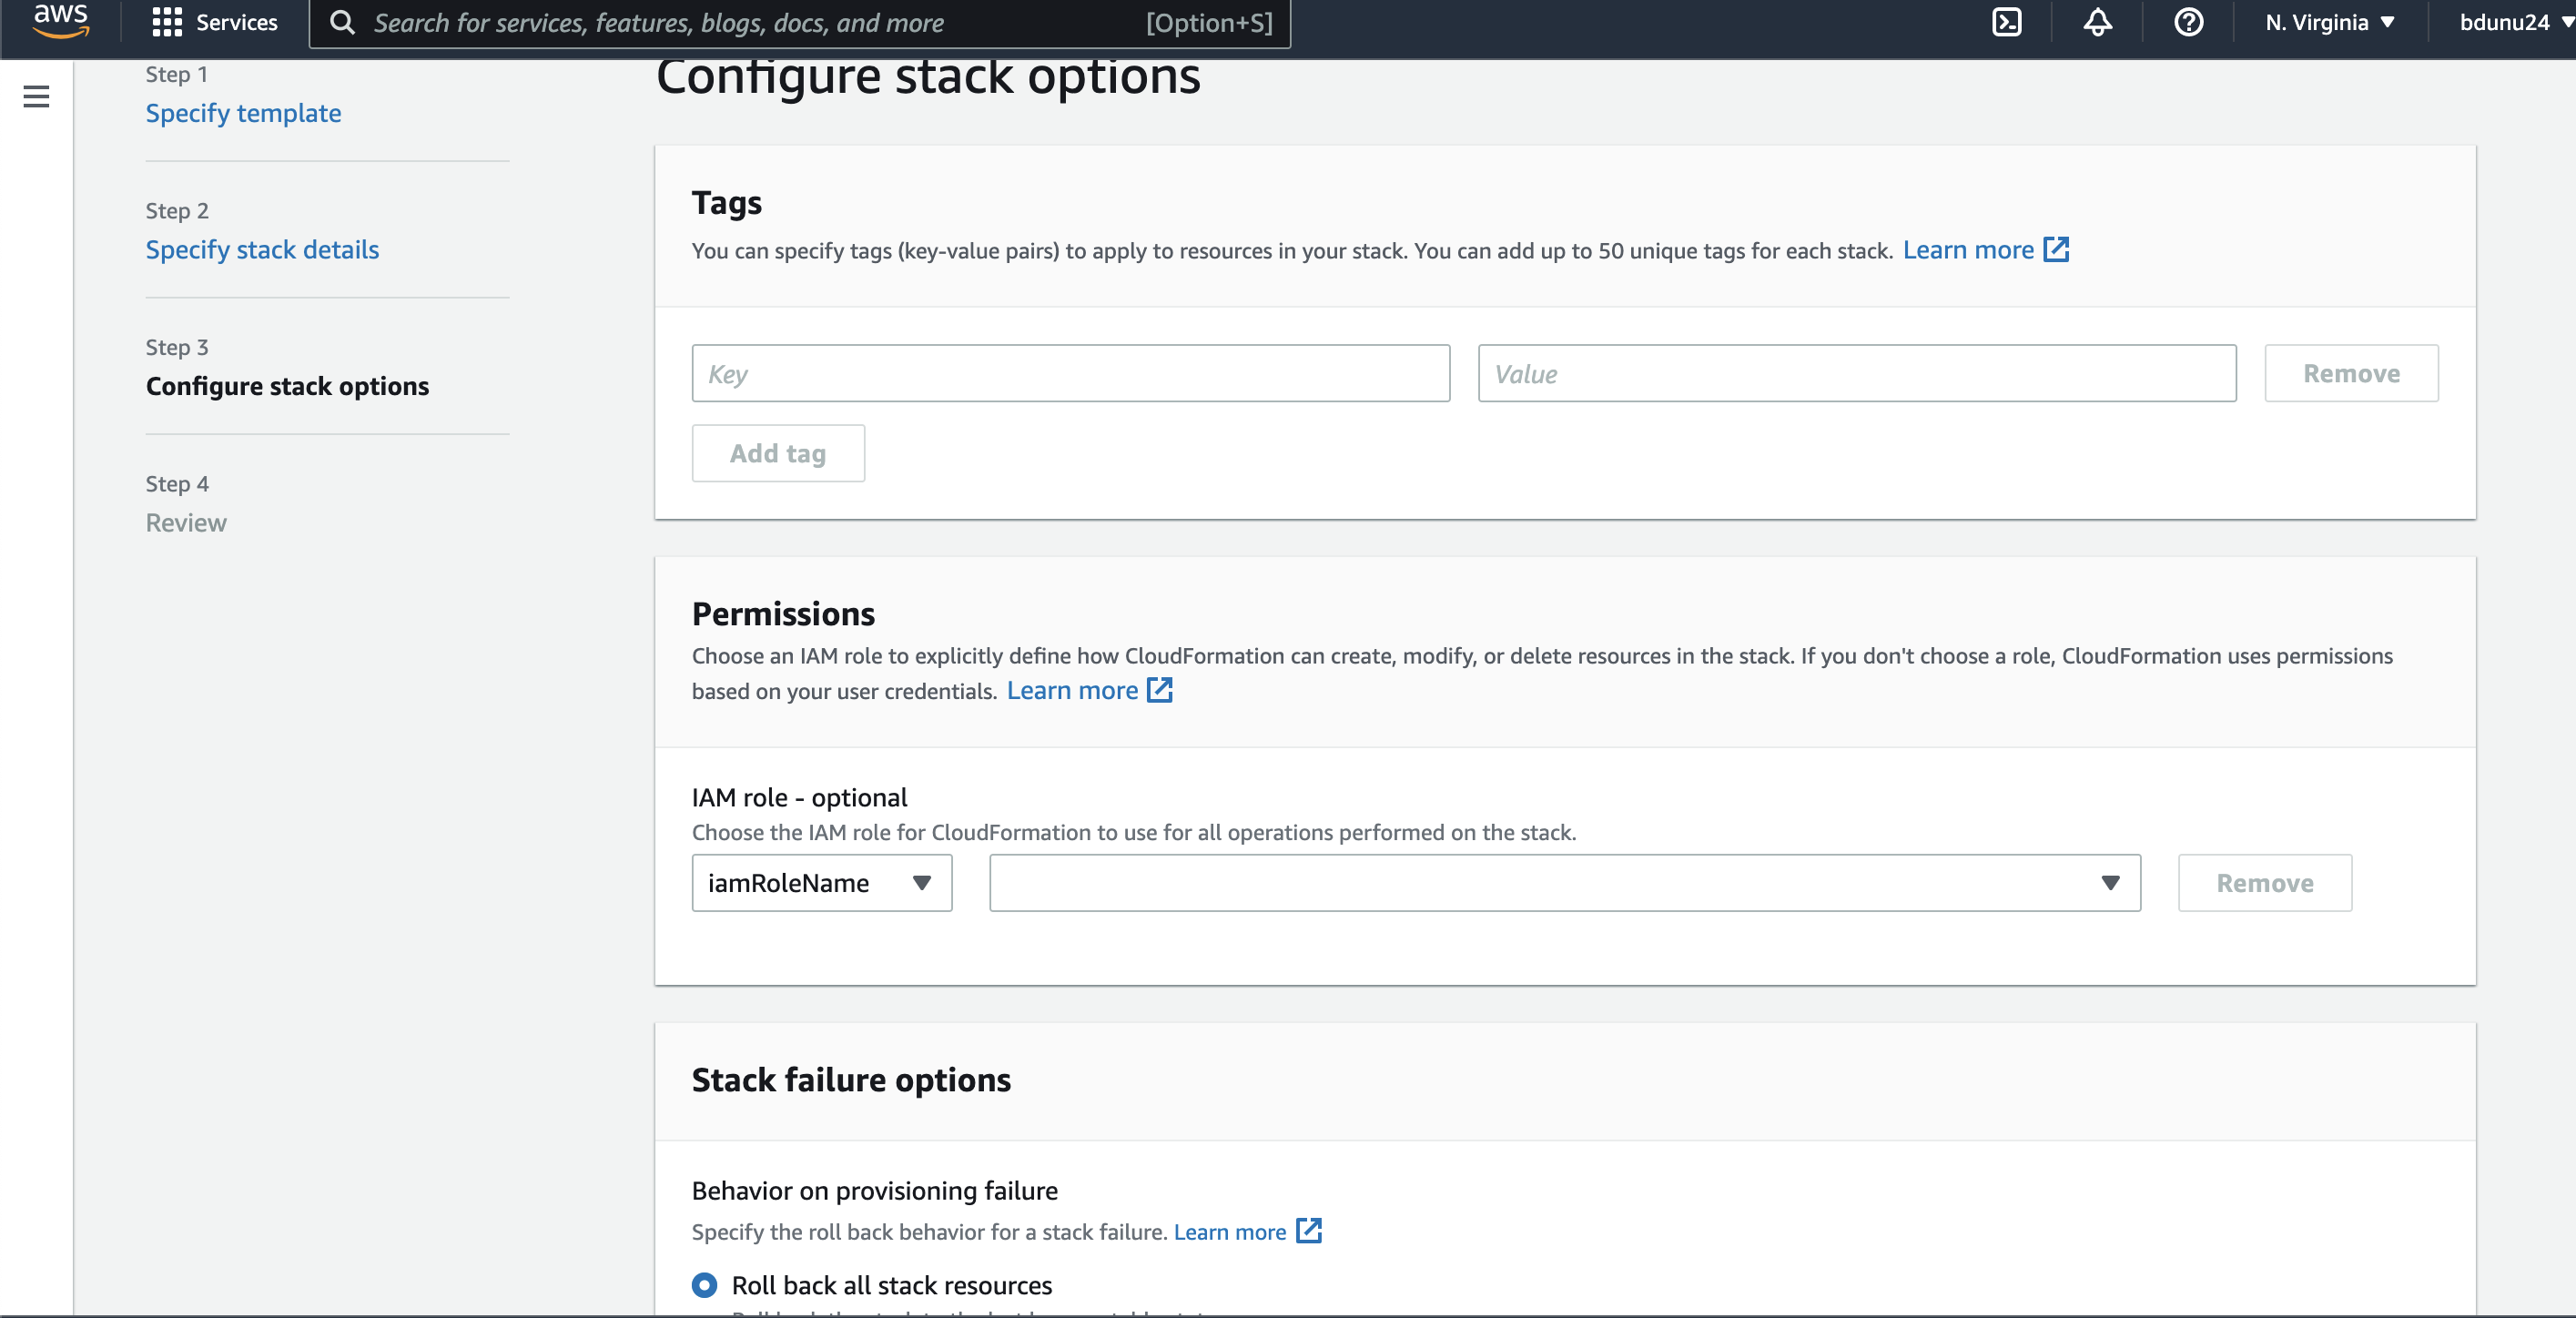 aws
Services
Search for services, features, blogs, docs, and more
[Option+S]
N. Virginia
bdunu24
Step 1
Specify template
Step 2
Specify stack details
Step 3
Configure stack options
Step 4
Review
Configure stack options
Tags
You can specify tags (key-value pairs) to apply to resources in your stack. You can add up to 50 unique tags for each stack. Learn more
Key
Value
Remove
Add tag
Permissions
Choose an IAM role to explicitly define how CloudFormation can create, modify, or delete resources in the stack. If you don't choose a role, CloudFormation uses permissions
based on your user credentials. Learn more
IAM role - optional
Choose the IAM role for CloudFormation to use for all operations performed on the stack.
iamRoleName
Remove
Stack failure options
Behavior on provisioning failure
Specify the roll back behavior for a stack failure. Learn more
Roll back all stack resources